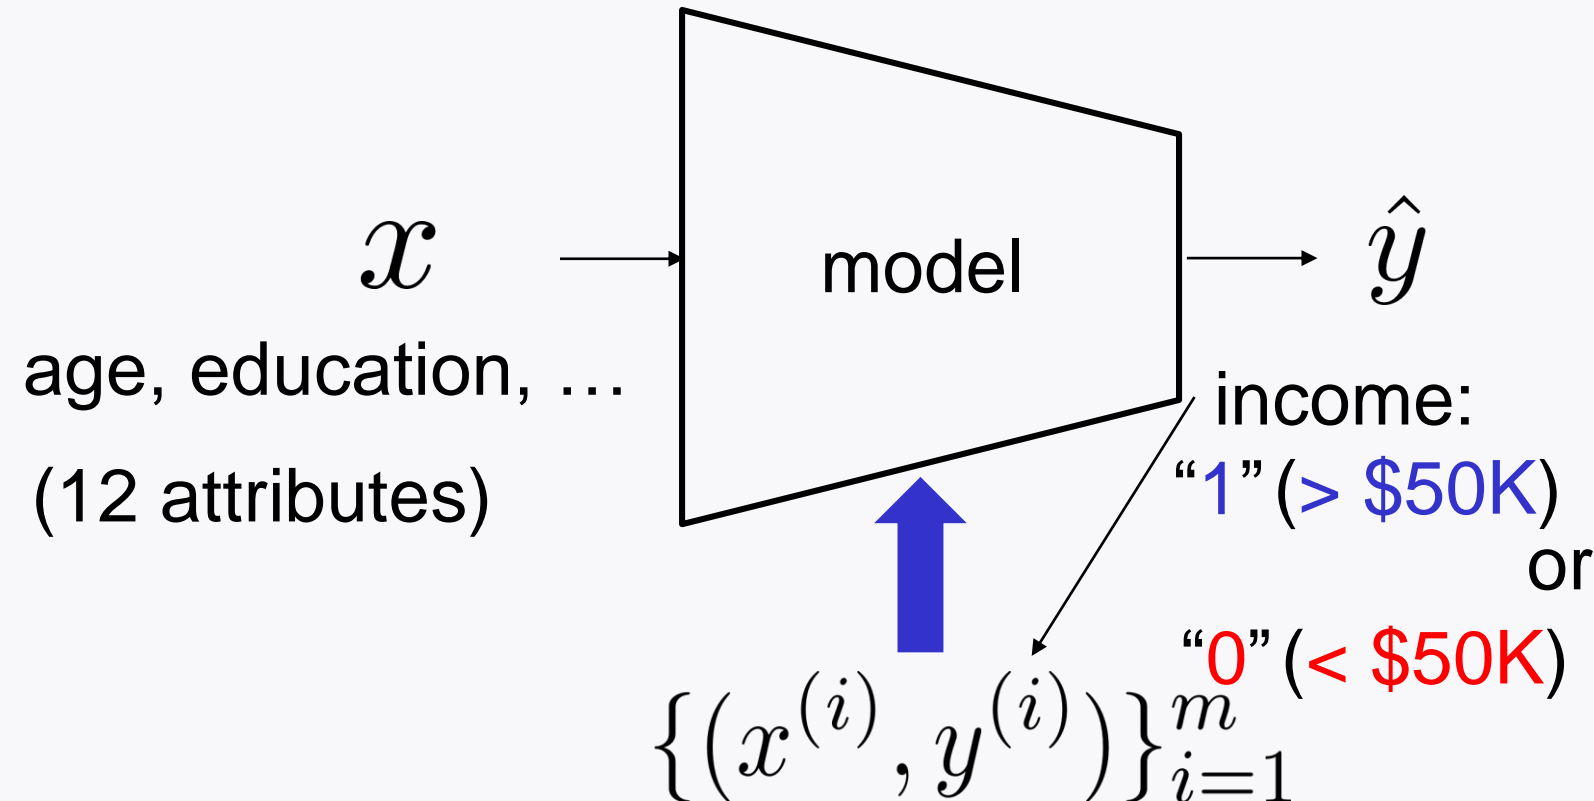 x
model
ŷ
age, education, …
(12 attributes)
income:
“1” (> $50K)
or
“0” (< $50K)
{(x^{(i)}, y^{(i)})}_{i=1}^{m}